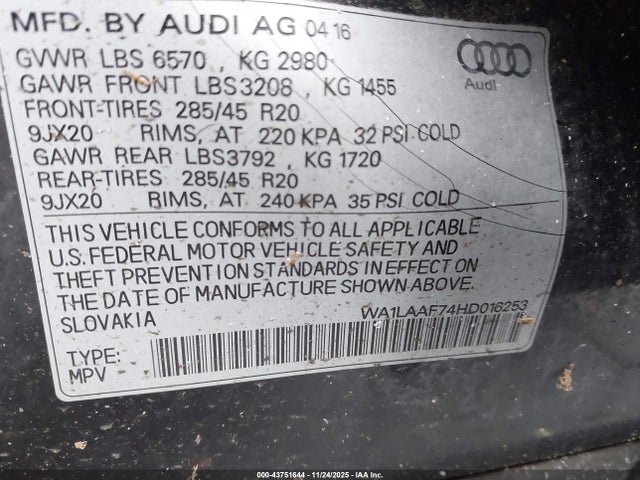 MFD. BY AUDI AG 04 16
GVWR LBS 6570 , KG 2980
GAWR FRONT LBS3208 , KG 1455
FRONT-TIRES 285/45 R20
9JX20 RIMS, AT 220 KPA 32 PSI COLD
GAWR REAR LBS3792 , KG 1720
REAR-TIRES 285/45 R20
9JX20 RIMS, AT 240 KPA 35 PSI COLD
Audi
THIS VEHICLE CONFORMS TO ALL APPLICABLE
U.S. FEDERAL MOTOR VEHICLE SAFETY AND
THEFT PREVENTION STANDARDS IN EFFECT ON
THE DATE OF MANUFACTURE SHOWN ABOVE.
SLOVAKIA
WA1LAAF74HD016253
TYPE:
MPV
000-43751644 - 11/24/2025 - IAA, Inc.